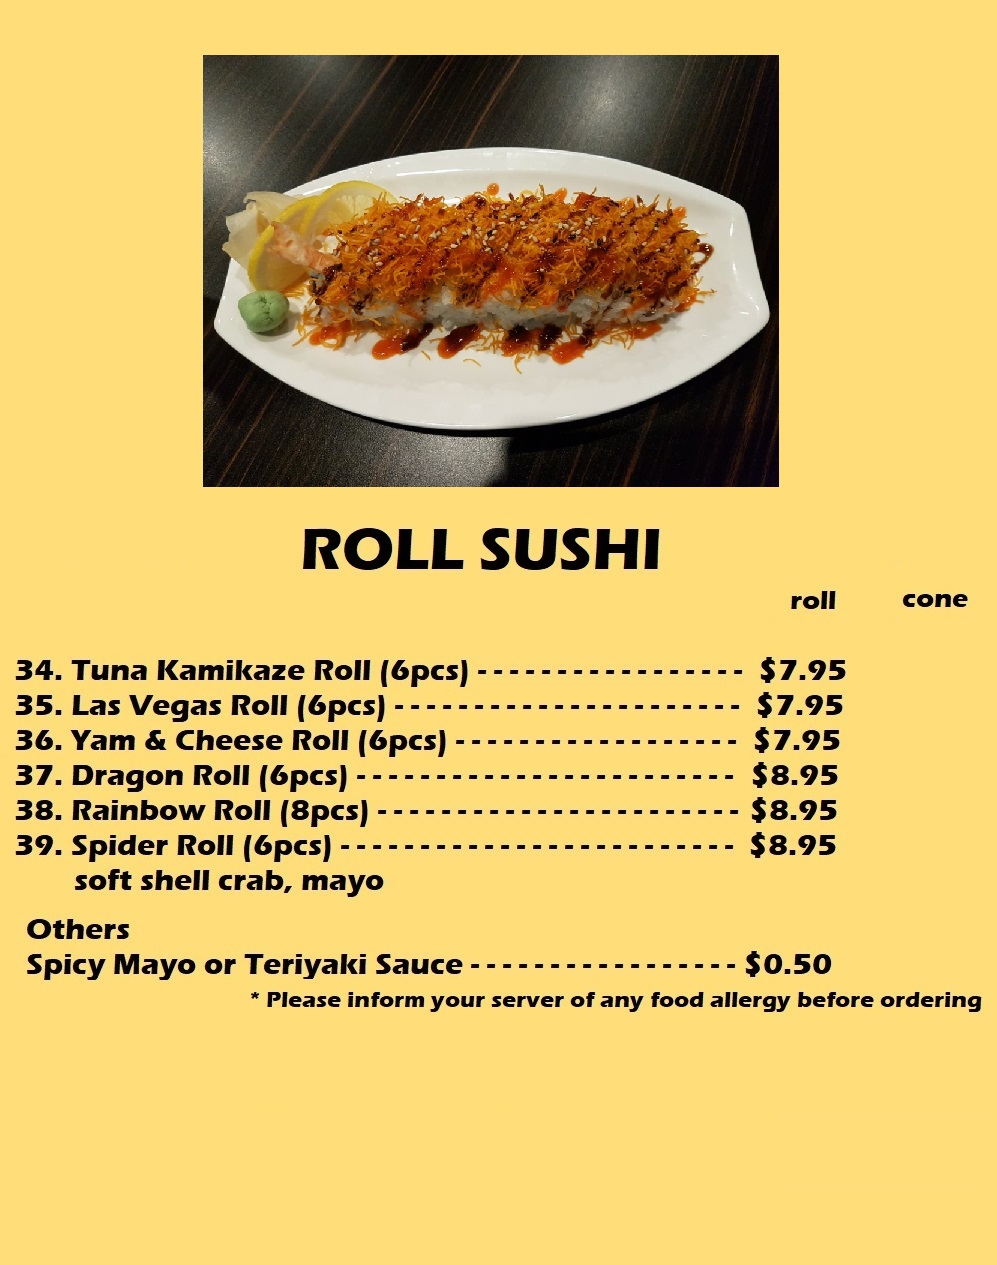 ROLL SUSHI
roll cone
34. Tuna Kamikaze Roll (6pcs) - - - - - - - - - - - - - - - - - $7.95
35. Las Vegas Roll (6pcs) - - - - - - - - - - - - - - - - - - - - - - $7.95
36. Yam & Cheese Roll (6pcs) - - - - - - - - - - - - - - - - - - $7.95
37. Dragon Roll (6pcs) - - - - - - - - - - - - - - - - - - - - - - - - $8.95
38. Rainbow Roll (8pcs) - - - - - - - - - - - - - - - - - - - - - - - $8.95
39. Spider Roll (6pcs) - - - - - - - - - - - - - - - - - - - - - - - - - $8.95
soft shell crab, mayo
Others
Spicy Mayo or Teriyaki Sauce - - - - - - - - - - - - - - - - - $0.50
* Please inform your server of any food allergy before ordering